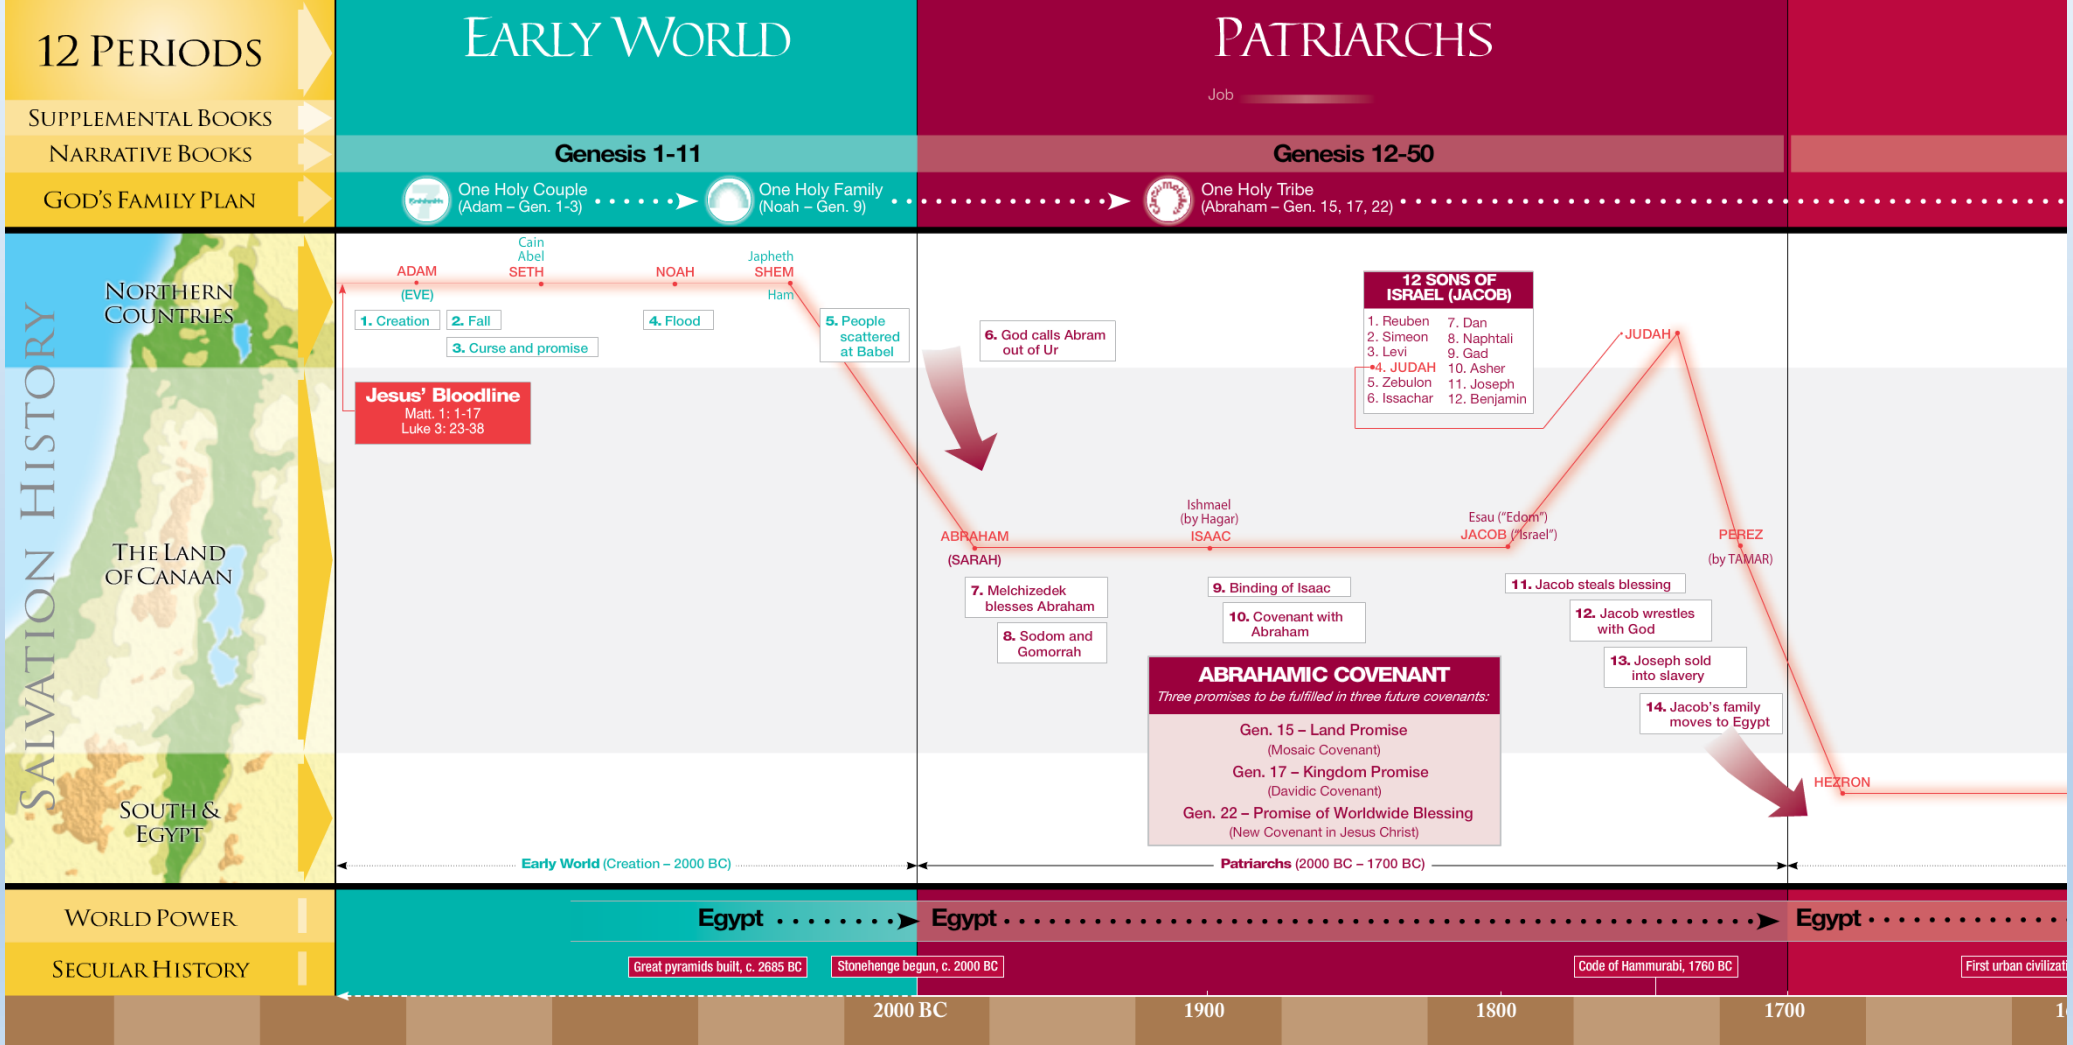 12 PERIODS
SUPPLEMENTAL BOOKS
NARRATIVE BOOKS
GOD'S FAMILY PLAN
EARLY WORLD
PATRIARCHS
Job
Genesis 1-11
Genesis 12-50
One Holy Couple
(Adam – Gen. 1-3)
One Holy Family
(Noah – Gen. 9)
One Holy Tribe
(Abraham – Gen. 15, 17, 22)
SALVATION HISTORY
NORTHERN
COUNTRIES
THE LAND
OF CANAAN
SOUTH &
EGYPT
ADAM
(EVE)
Cain
Abel
SETH
NOAH
Japheth
SHEM
Ham
1. Creation
2. Fall
3. Curse and promise
4. Flood
5. People
scattered
at Babel
Jesus' Bloodline
Matt. 1: 1-17
Luke 3: 23-38
6. God calls Abram
out of Ur
12 SONS OF
ISRAEL (JACOB)
1. Reuben
2. Simeon
3. Levi
4. JUDAH
5. Zebulon
6. Issachar
7. Dan
8. Naphtali
9. Gad
10. Asher
11. Joseph
12. Benjamin
JUDAH
ABRAHAM
(SARAH)
Ishmael
(by Hagar)
ISAAC
Esau ("Edom")
JACOB ("Israel")
PEREZ
(by TAMAR)
HEZRON
7. Melchizedek
blesses Abraham
8. Sodom and
Gomorrah
9. Binding of Isaac
10. Covenant with
Abraham
11. Jacob steals blessing
12. Jacob wrestles
with God
13. Joseph sold
into slavery
14. Jacob's family
moves to Egypt
ABRAHAMIC COVENANT
Three promises to be fulfilled in three future covenants:
Gen. 15 – Land Promise
(Mosaic Covenant)
Gen. 17 – Kingdom Promise
(Davidic Covenant)
Gen. 22 – Promise of Worldwide Blessing
(New Covenant in Jesus Christ)
Early World (Creation – 2000 BC)
Patriarchs (2000 BC – 1700 BC)
WORLD POWER
Egypt
Egypt
Egypt
SECULAR HISTORY
Great pyramids built, c. 2685 BC
Stonehenge begun, c. 2000 BC
Code of Hammurabi, 1760 BC
First urban
2000 BC
1900
1800
1700